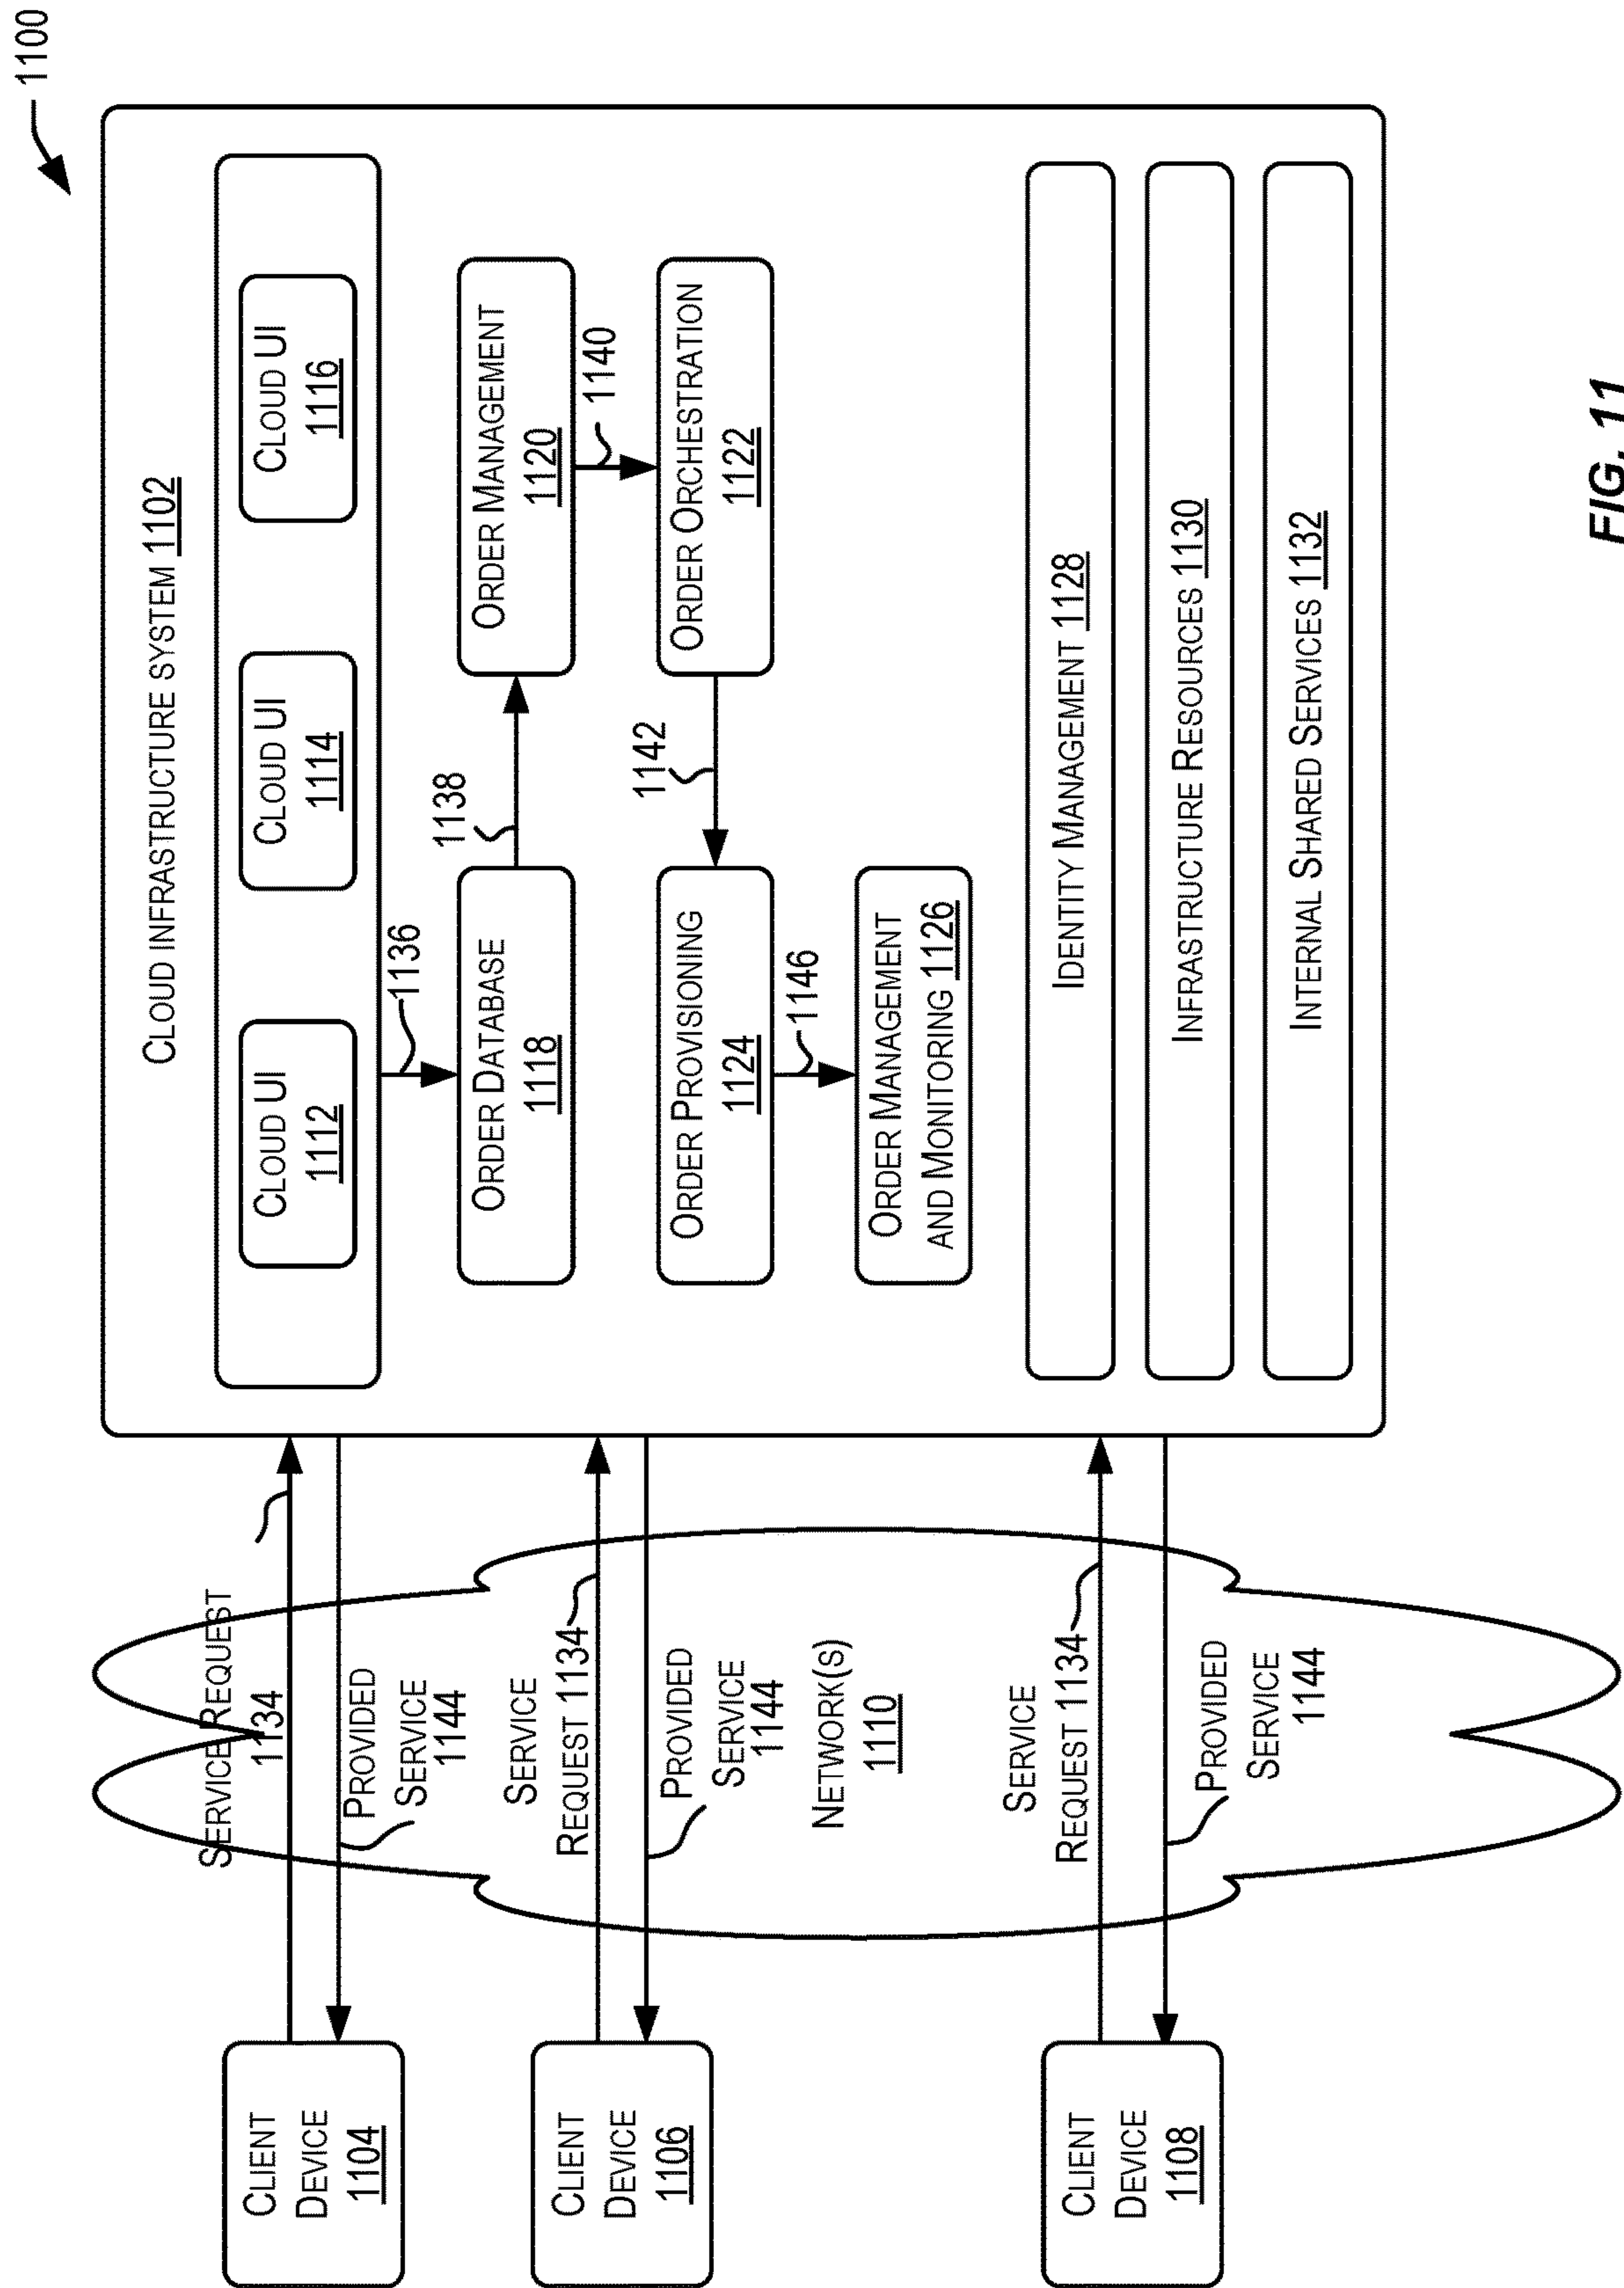 1100
CLOUD INFRASTRUCTURE SYSTEM 1102
CLOUD UI
1112
CLOUD UI
1114
CLOUD UI
1116
1136
ORDER DATABASE
1118
1138
ORDER MANAGEMENT
1120
1140
ORDER PROVISIONING
1124
1142
ORDER ORCHESTRATION
1122
1146
ORDER MANAGEMENT
AND MONITORING 1126
IDENTITY MANAGEMENT 1128
INFRASTRUCTURE RESOURCES 1130
INTERNAL SHARED SERVICES 1132
CLIENT
DEVICE
1104
SERVICE REQUEST
1134
PROVIDED
SERVICE
1144
CLIENT
DEVICE
1106
SERVICE
REQUEST 1134
PROVIDED
SERVICE
1144
NETWORK(S)
1110
CLIENT
DEVICE
1108
SERVICE
REQUEST 1134
PROVIDED
SERVICE
1144
FIG. 11